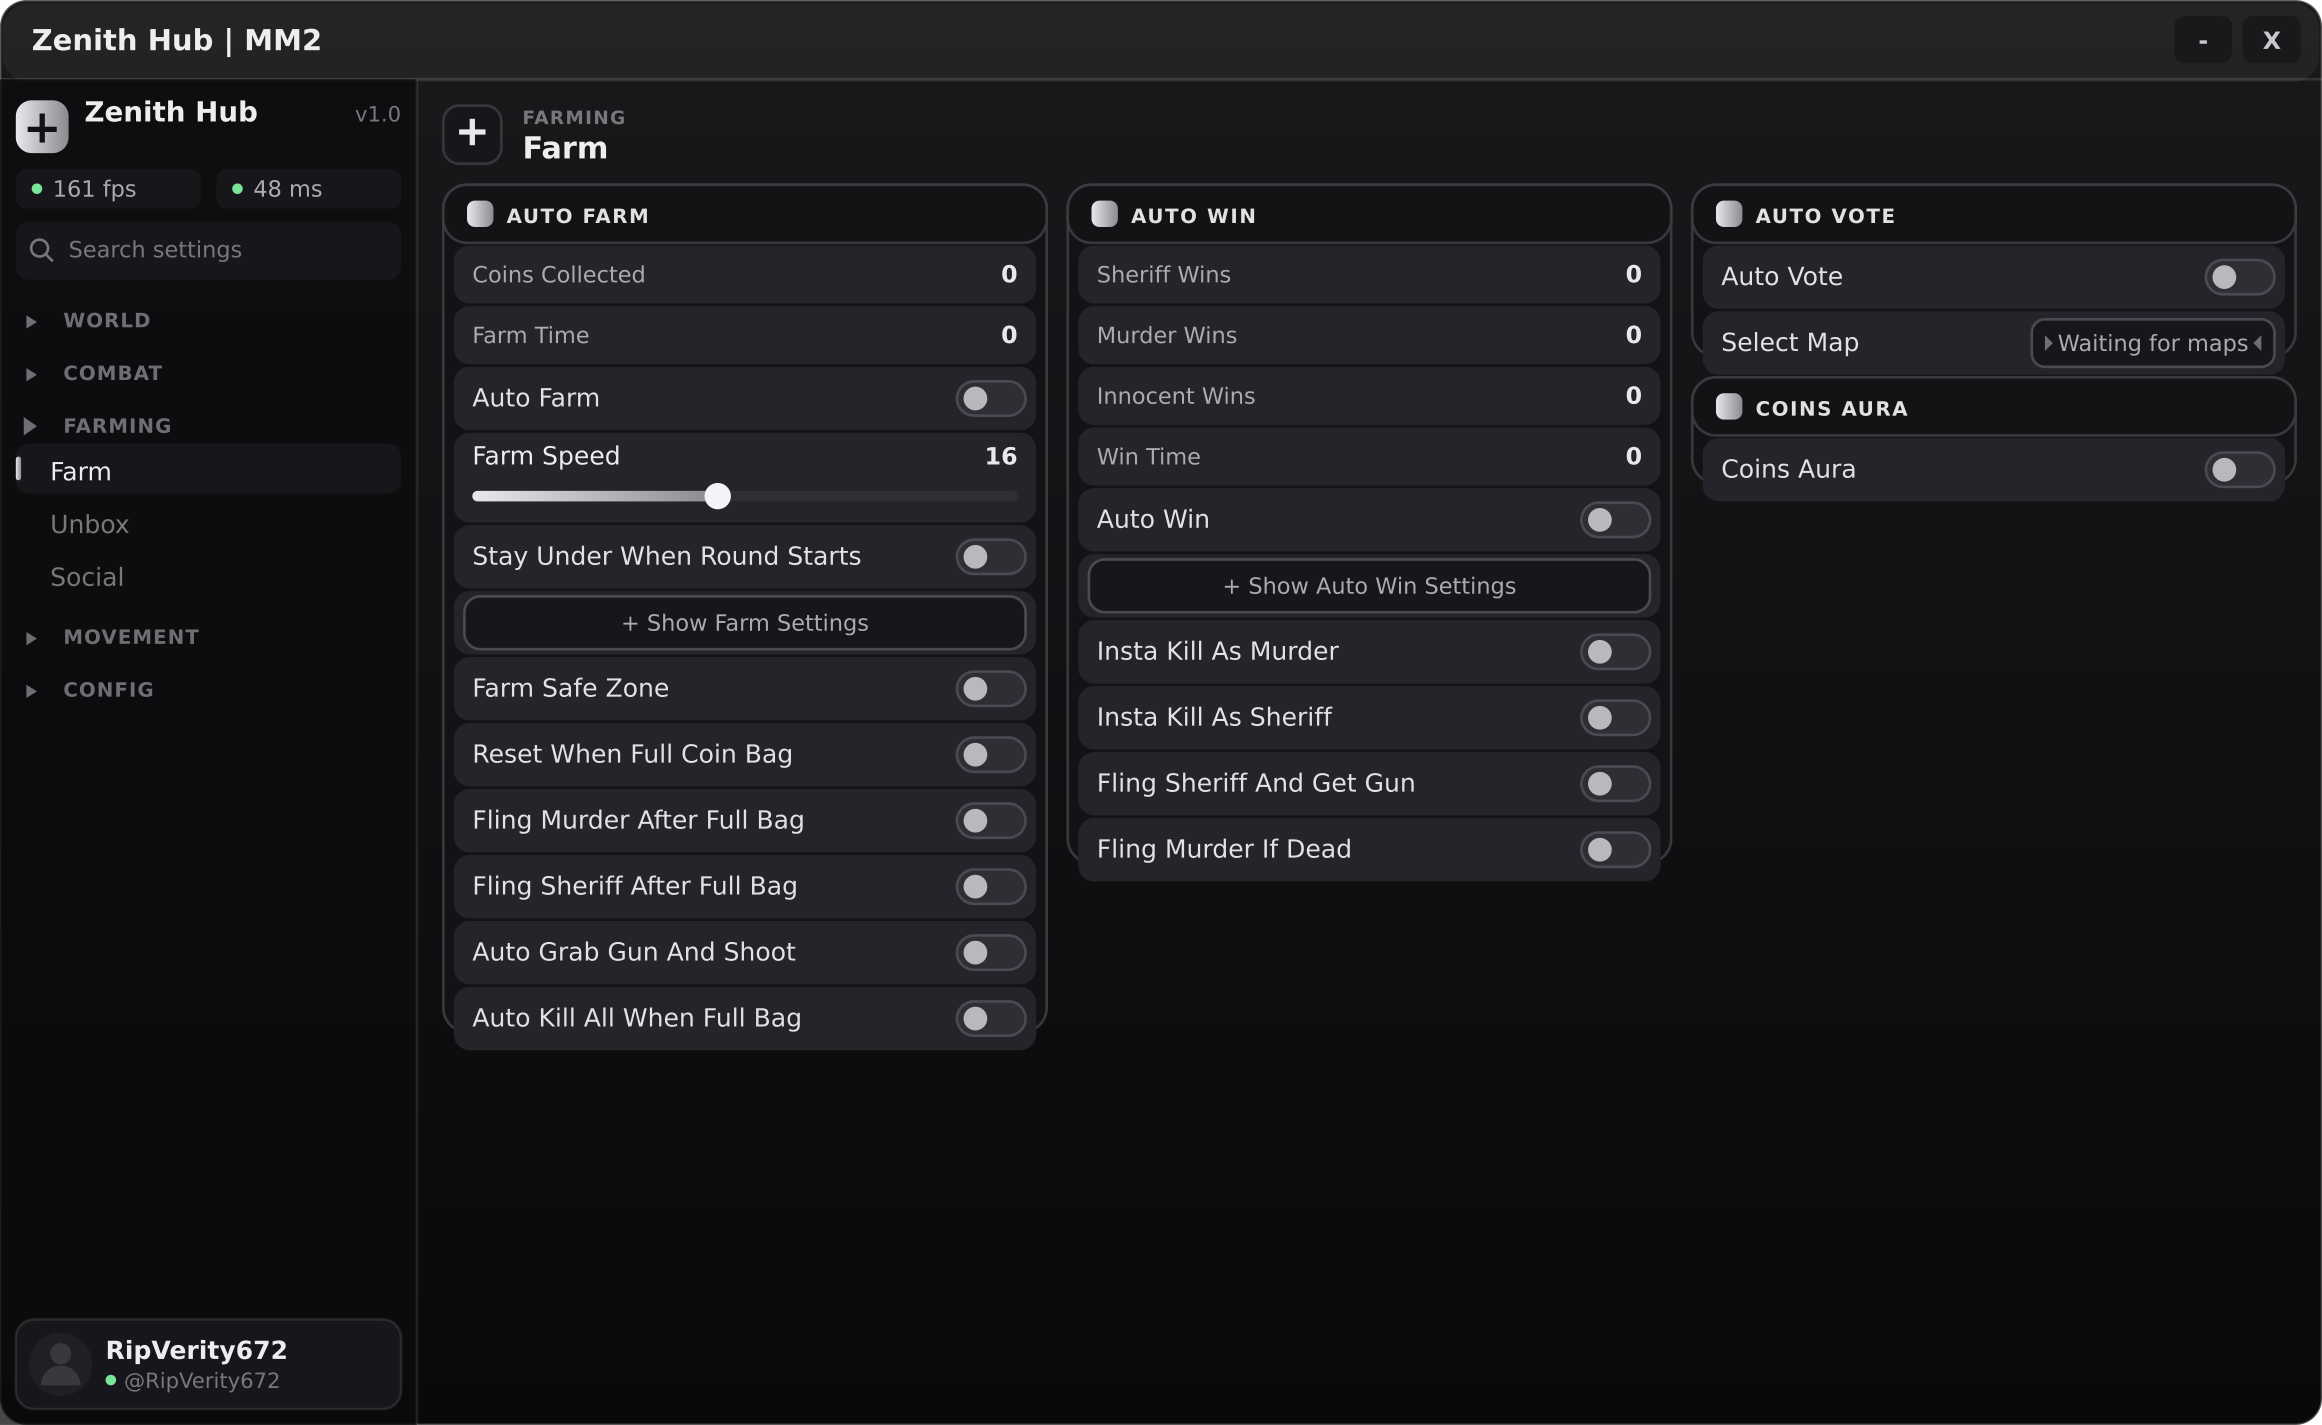 Zenith Hub | MM2
-
X
Zenith Hub
v1.0
161 fps
48 ms
Search settings
WORLD
COMBAT
FARMING
Farm
Unbox
Social
MOVEMENT
CONFIG
RipVerity672
@RipVerity672
FARMING
Farm
AUTO FARM
Coins Collected 0
Farm Time 0
Auto Farm
Farm Speed 16
Stay Under When Round Starts
+ Show Farm Settings
Farm Safe Zone
Reset When Full Coin Bag
Fling Murder After Full Bag
Fling Sheriff After Full Bag
Auto Grab Gun And Shoot
Auto Kill All When Full Bag
AUTO WIN
Sheriff Wins 0
Murder Wins 0
Innocent Wins 0
Win Time 0
Auto Win
+ Show Auto Win Settings
Insta Kill As Murder
Insta Kill As Sheriff
Fling Sheriff And Get Gun
Fling Murder If Dead
AUTO VOTE
Auto Vote
Select Map Waiting for maps
COINS AURA
Coins Aura